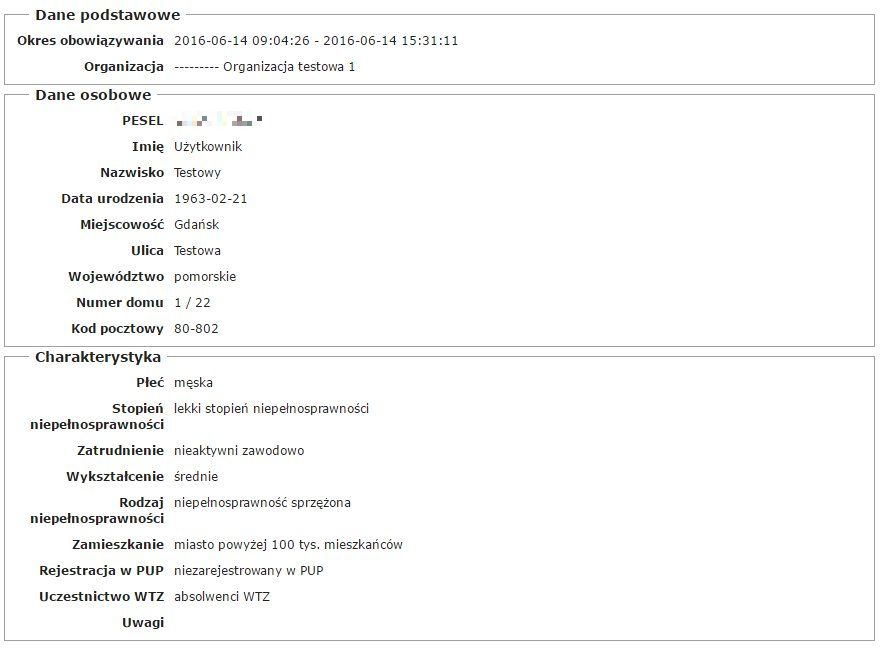 Dane podstawowe
Okres obowiązywania 2016-06-14 09:04:26 - 2016-06-14 15:31:11
Organizacja --------- Organizacja testowa 1
Dane osobowe
PESEL
Imię Użytkownik
Nazwisko Testowy
Data urodzenia 1963-02-21
Miejscowość Gdańsk
Ulica Testowa
Województwo pomorskie
Numer domu 1 / 22
Kod pocztowy 80-802
Charakterystyka
Płeć męska
Stopień lekki stopień niepełnosprawności
niepełnosprawności
Zatrudnienie nieaktywni zawodowo
Wykształcenie średnie
Rodzaj niepełnosprawność sprzężona
niepełnosprawności
Zamieszkanie miasto powyżej 100 tys. mieszkańców
Rejestracja w PUP niezarejestrowany w PUP
Uczestnictwo WTZ absolwenci WTZ
Uwagi